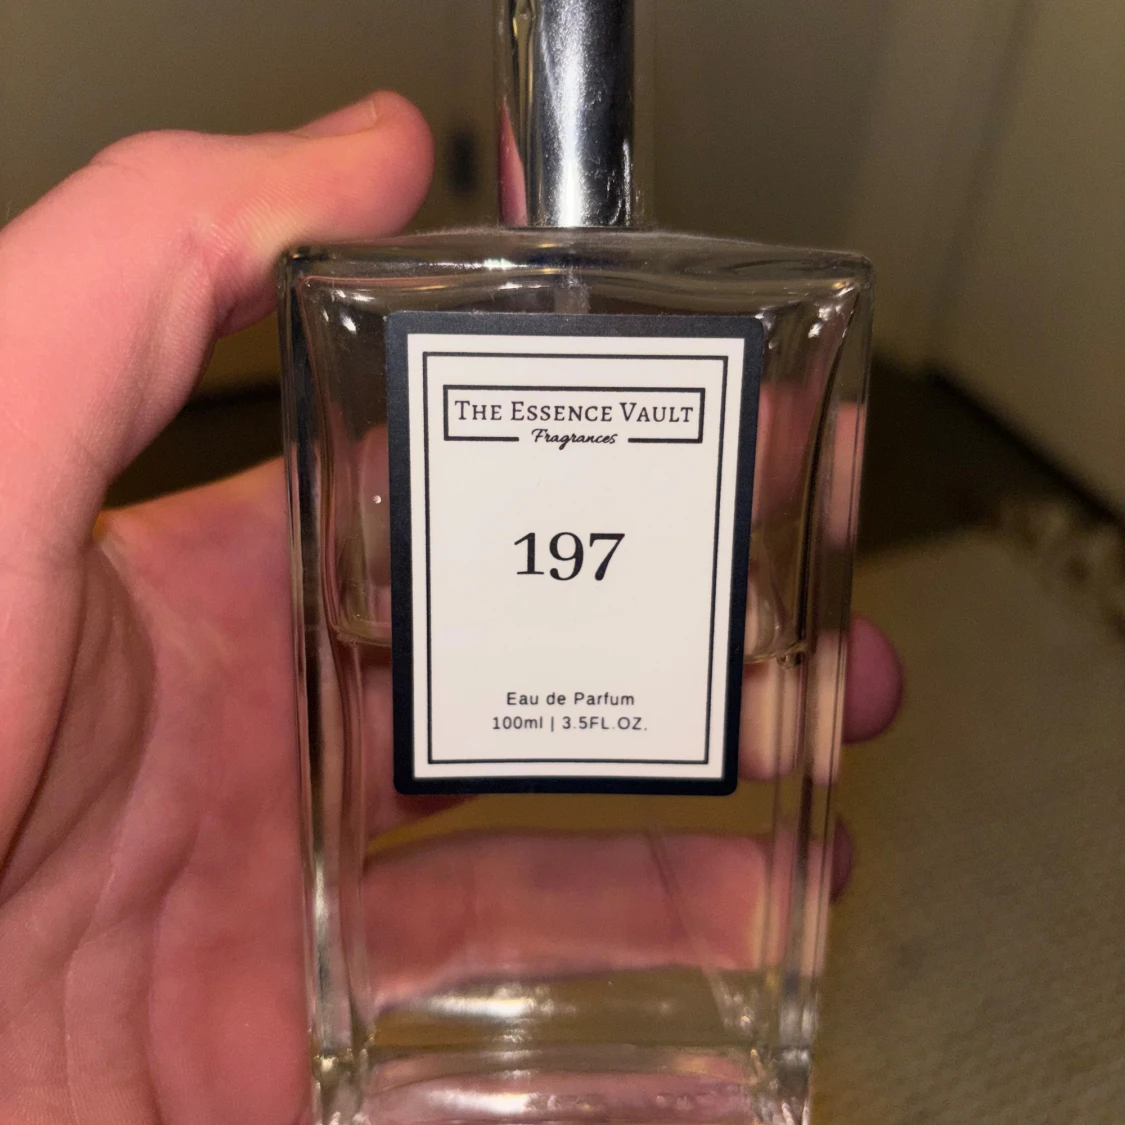 THE ESSENCE VAULT
Fragrances
197
Eau de Parfum
100ml | 3.5FL.OZ.